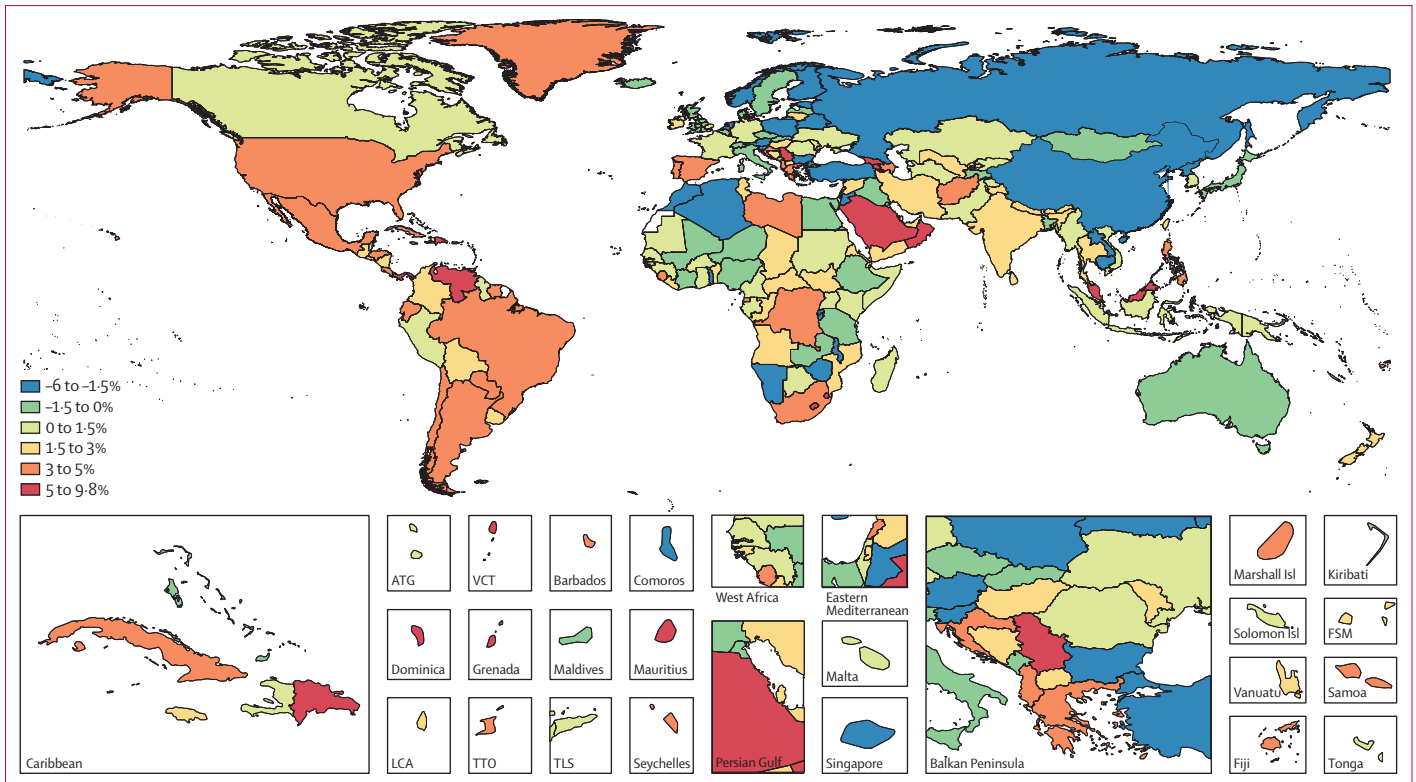 –6 to –1·5%
–1·5 to 0%
0 to 1·5%
1·5 to 3%
3 to 5%
5 to 9·8%
Caribbean
ATG
VCT
Barbados
Comoros
West Africa
Eastern
Mediterranean
Marshall Isl
Kiribati
Dominica
Grenada
Maldives
Mauritius
Malta
Solomon Isl
FSM
Vanuatu
Samoa
LCA
TTO
TLS
Seychelles
Persian Gulf
Singapore
Balkan Peninsula
Fiji
Tonga